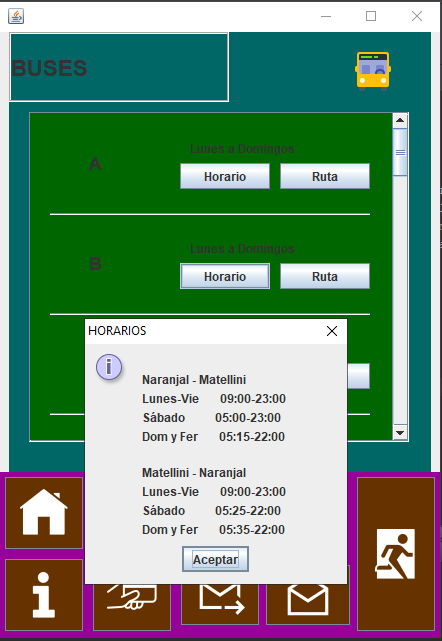 BUSES
Lunes a Domingos
A
Horario Ruta
Lunes a Domingos
B
Horario Ruta
HORARIOS
Naranjal - Matellini
Lunes-Vie 09:00-23:00
Sábado 05:00-23:00
Dom y Fer 05:15-22:00
Matellini - Naranjal
Lunes-Vie 09:00-23:00
Sábado 05:25-22:00
Dom y Fer 05:35-22:00
Aceptar